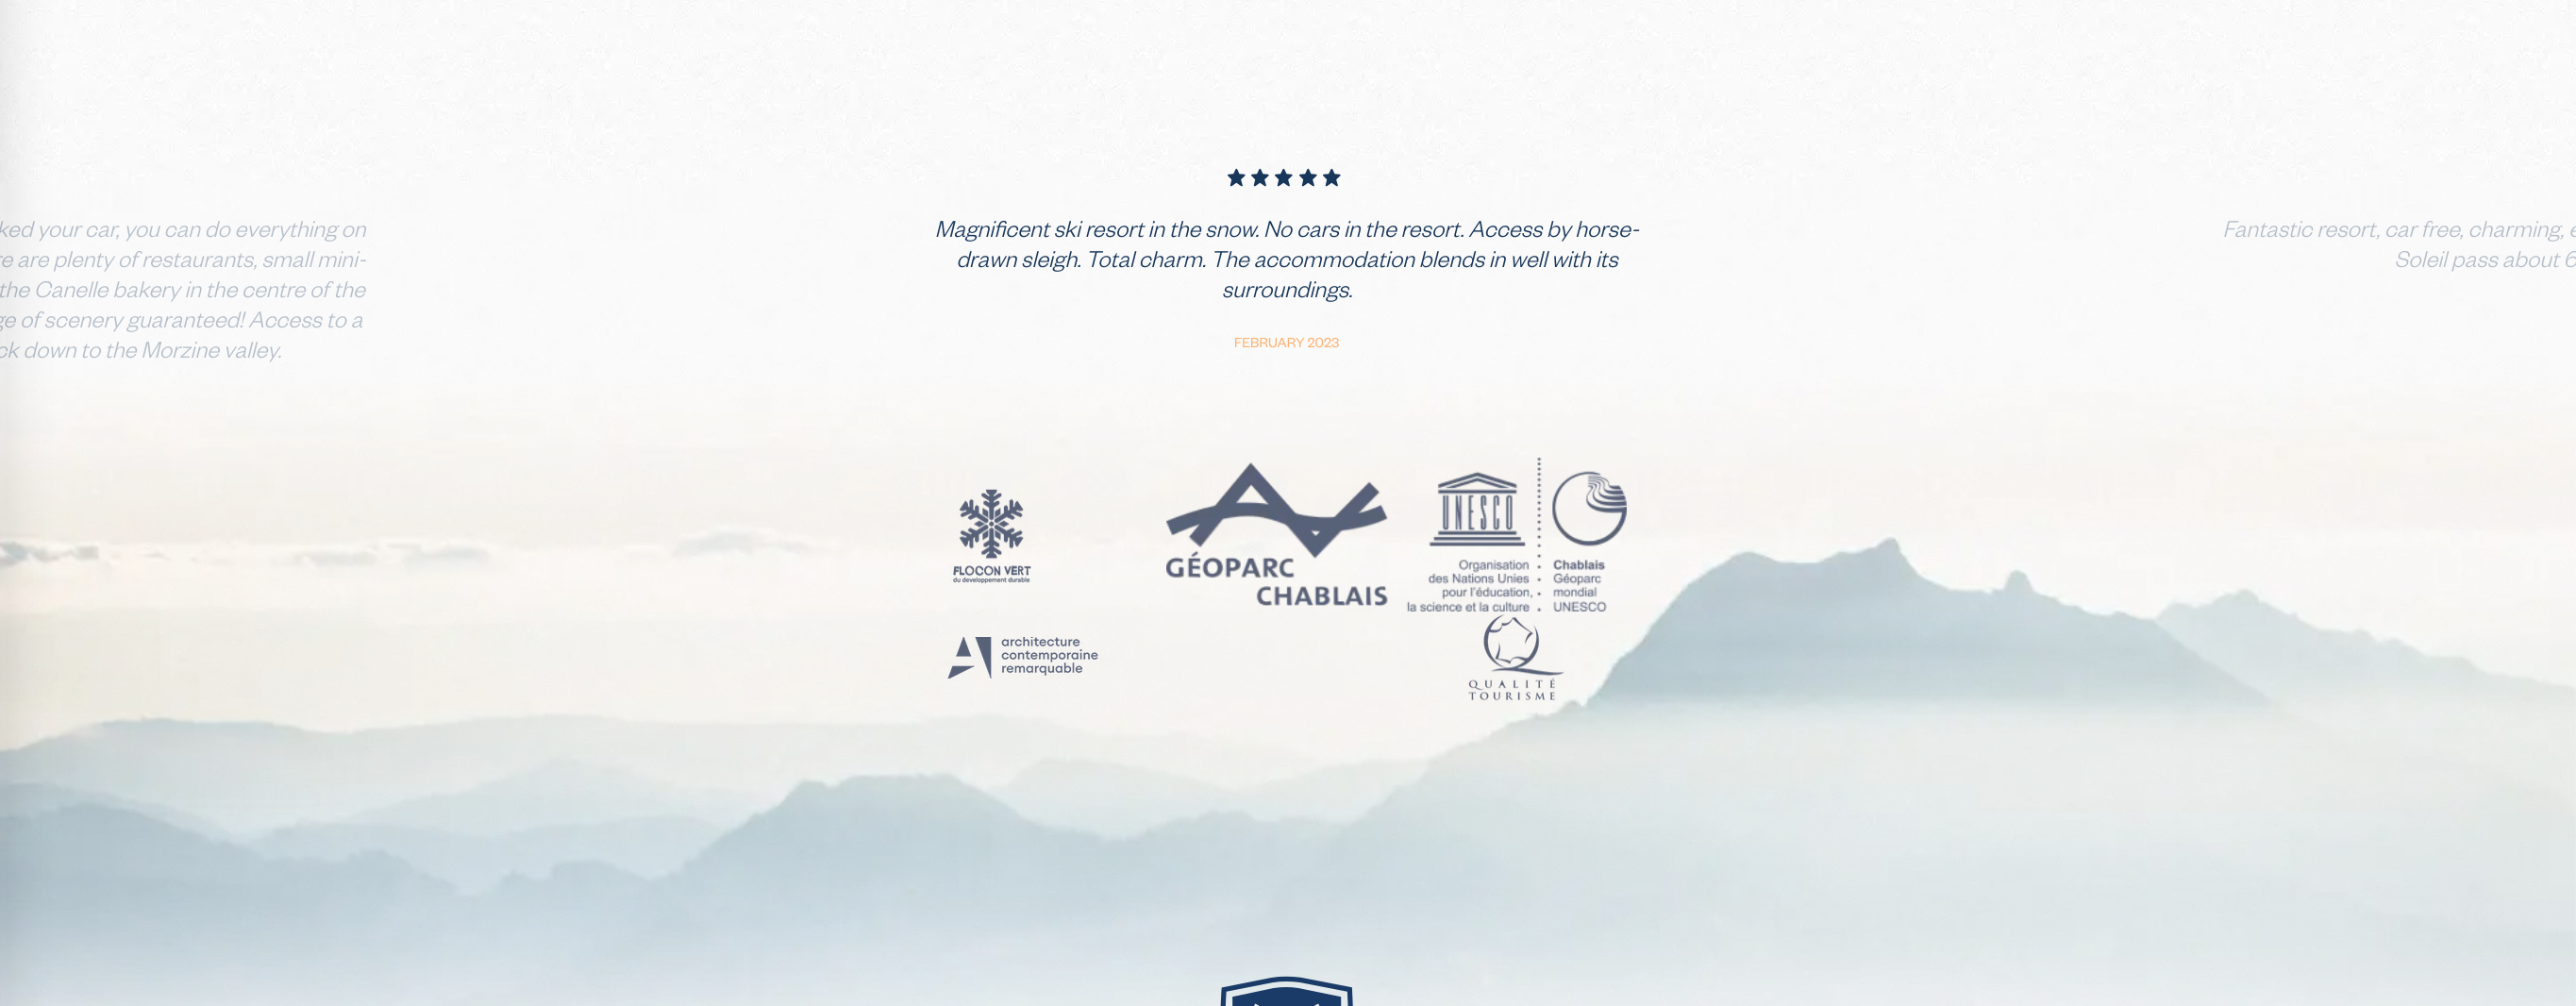 ked your car, you can do everything on
e are plenty of restaurants, small mini-
the Canelle bakery in the centre of the
ge of scenery guaranteed! Access to a
ck down to the Morzine valley.
Magnificent ski resort in the snow. No cars in the resort. Access by horse-
drawn sleigh. Total charm. The accommodation blends in well with its
surroundings.
FEBRUARY 2023
Fantastic resort, car free, charming, e
Soleil pass about 6
FLOCON VERT
du developpement durable
GÉOPARC
CHABLAIS
UNESCO
Organisation
des Nations Unies
pour l'éducation,
la science et la culture
Chablais
Géoparc
mondial
UNESCO
architecture
contemporaine
remarquable
QUALITÉ
TOURISME